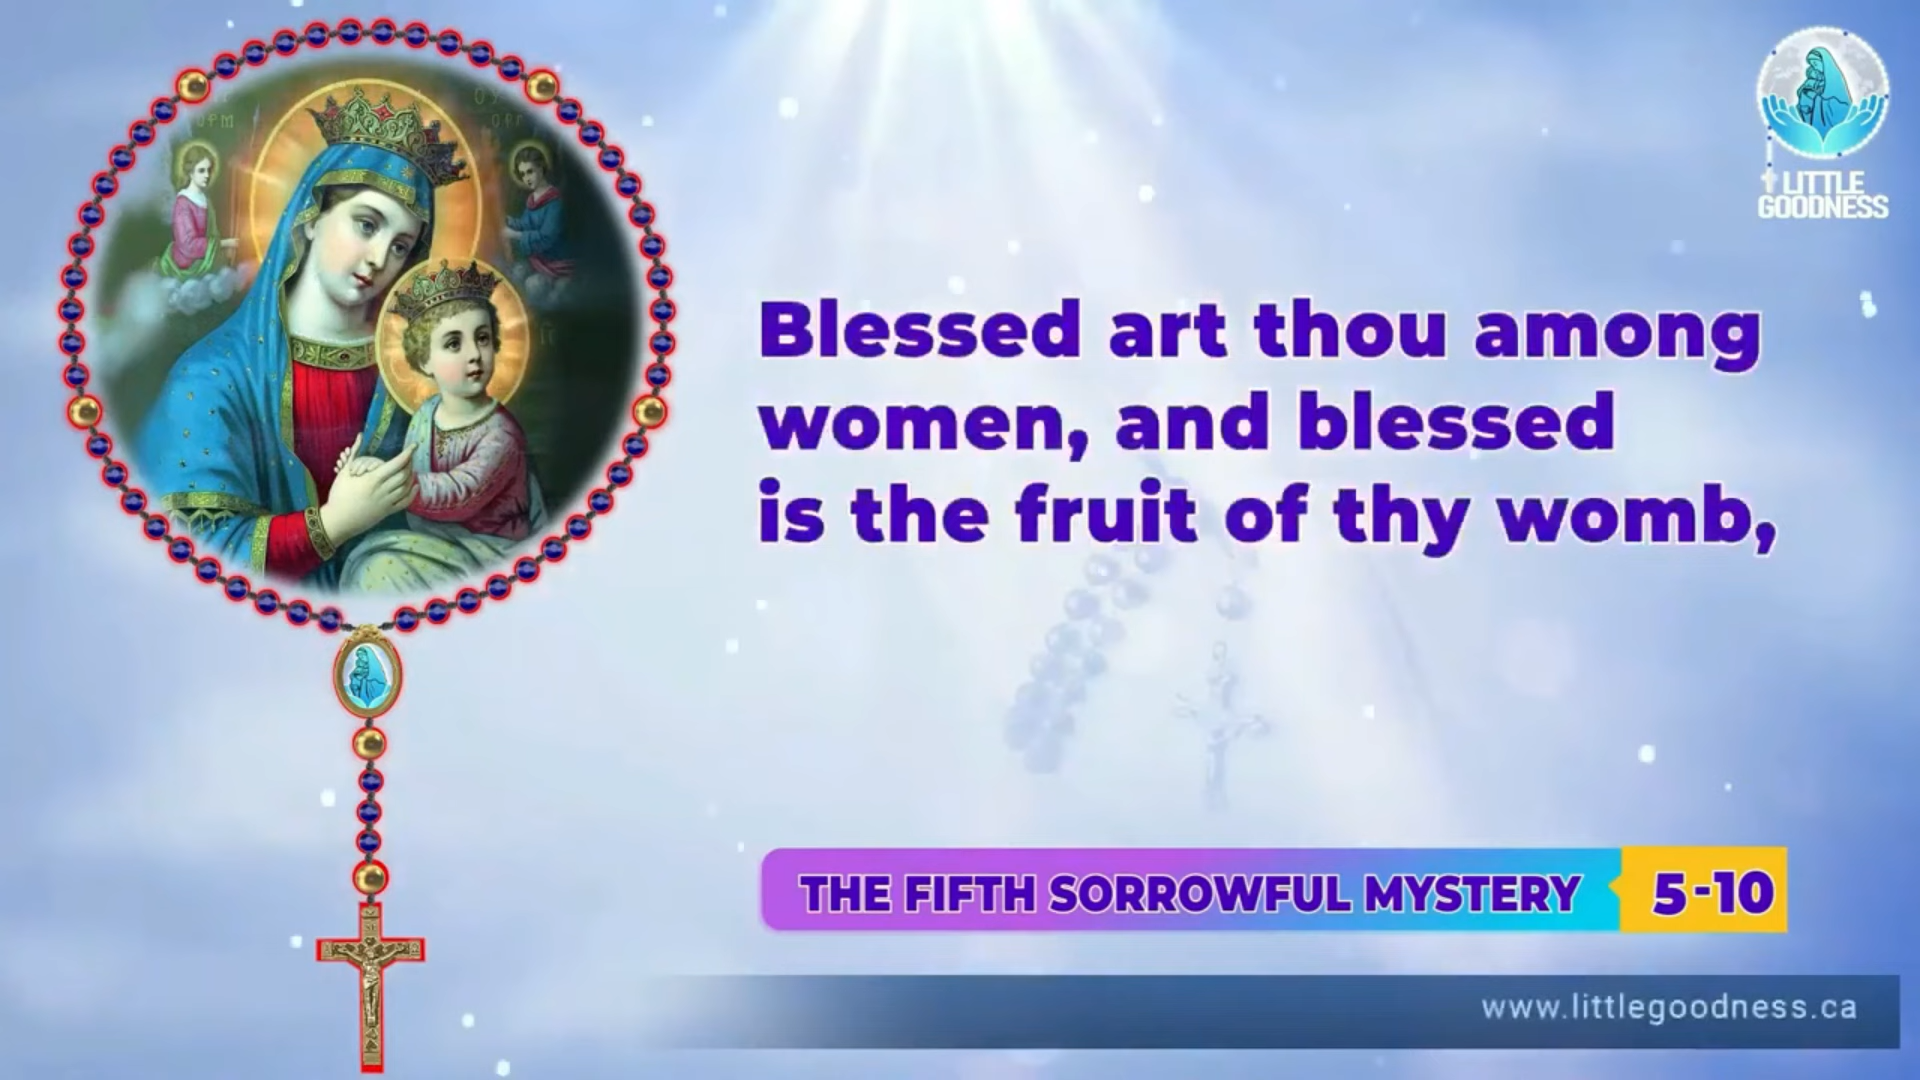 LITTLE
GOODNESS
Blessed art thou among
women, and blessed
is the fruit of thy womb,
THE FIFTH SORROWFUL MYSTERY 5-10
www.littlegoodness.ca